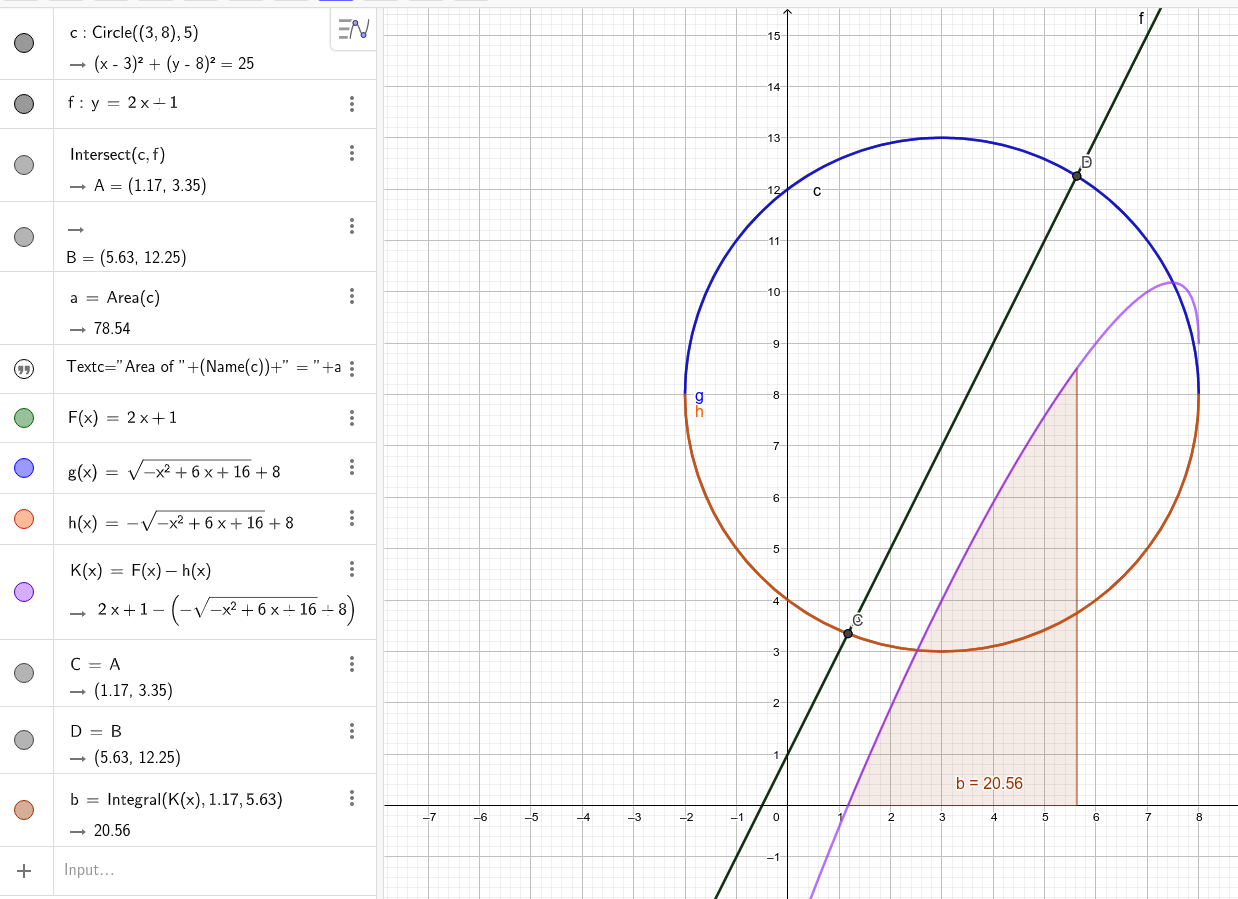 c : Circle((3, 8), 5)
→ (x - 3)² + (y - 8)² = 25
f : y = 2 x + 1
Intersect(c, f)
→ A = (1.17, 3.35)
→
B = (5.63, 12.25)
a = Area(c)
→ 78.54
Textc="Area of "+(Name(c))+" = "+a
F(x) = 2 x + 1
g(x) = √(−x² + 6 x + 16) + 8
h(x) = −√(−x² + 6 x + 16) + 8
K(x) = F(x) − h(x)
→ 2 x + 1 − (−√(−x² + 6 x + 16) + 8)
C = A
→ (1.17, 3.35)
D = B
→ (5.63, 12.25)
b = Integral(K(x), 1.17, 5.63)
→ 20.56
+ Input...
f
15
14
13
D
12
c
11
10
9
8
g
h
7
6
5
4
C
3
2
1
b = 20.56
−7 −6 −5 −4 −3 −2 −1 0 1 2 3 4 5 6 7 8
−1